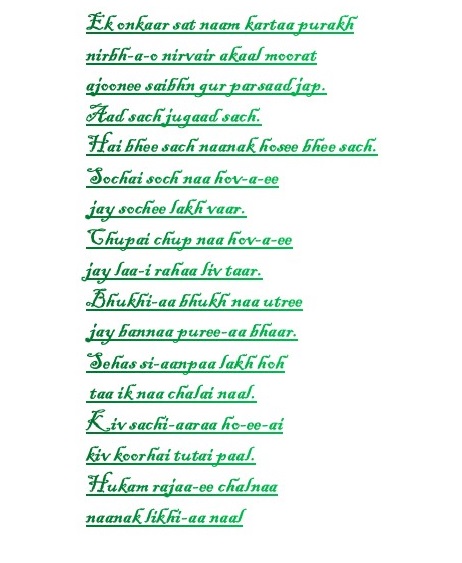 Ek onkaar sat naam kartaa purakh
nirbh-a-o nirvair akaal moorat
ajoonee saibhn gur parsaad jap.
Aad sach jugaad sach.
Hai bhee sach naanak hosee bhee sach.
Sochai soch naa hov-a-ee
jay sochee lakh vaar.
Chupai chup naa hov-a-ee
jay laa-i rahaa liv taar.
Bhukhi-aa bhukh naa utree
jay bannaa puree-aa bhaar.
Sehas si-aanpaa lakh hoh
taa ik naa chalai naal.
Kiv sachi-aaraa ho-ee-ai
kiv koorhai tutai paal.
Hukam rajaa-ee chalnaa
naanak likhi-aa naal